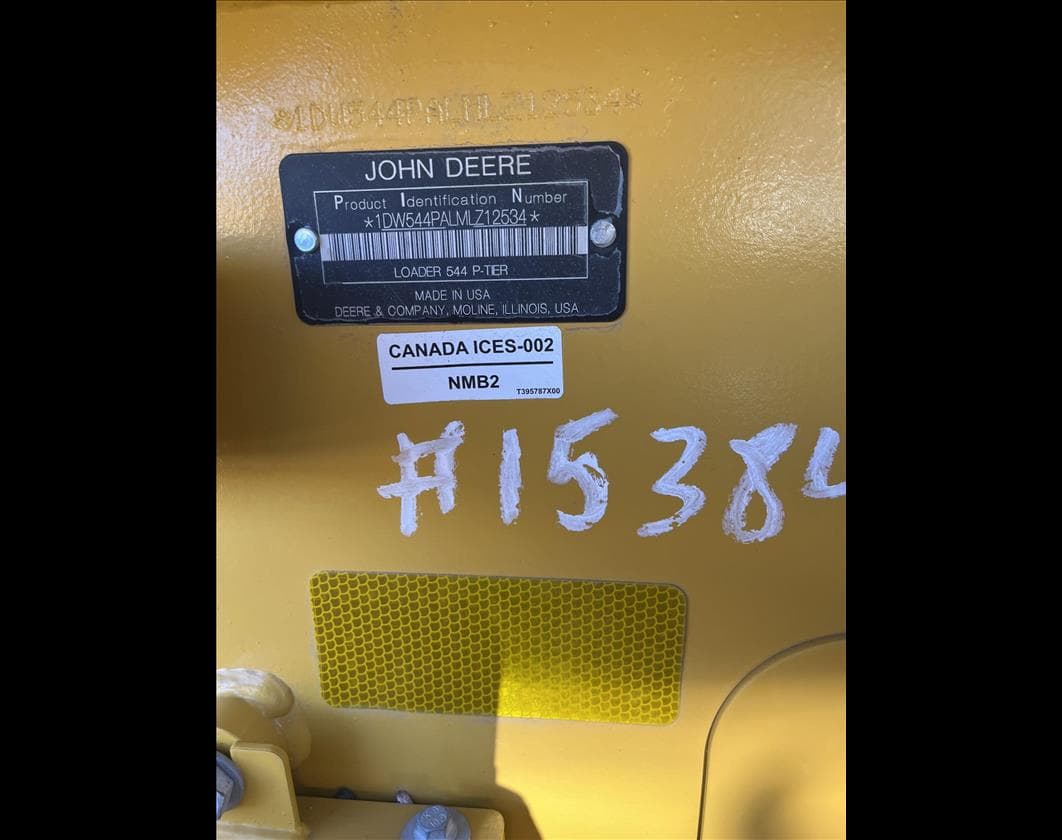 *1DW544PALMLZ12534*
JOHN DEERE
Product Identification Number
*1DW544PALMLZ12534*
LOADER 544 P-TIER
MADE IN USA
DEERE & COMPANY, MOLINE, ILLINOIS, USA
CANADA ICES-002
NMB2
T395787X00
#1538